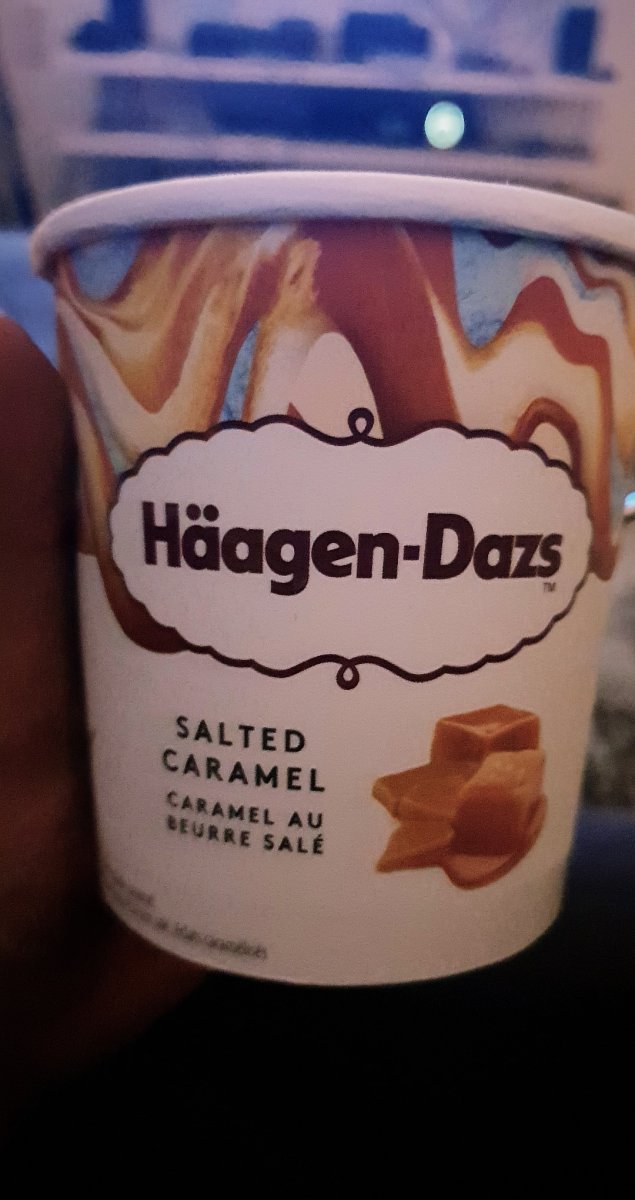 Häagen-Dazs
TM
SALTED
CARAMEL
CARAMEL AU
BEURRE SALÉ